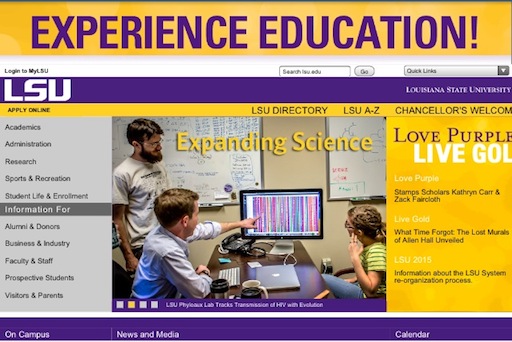 EXPERIENCE EDUCATION!
Login to MyLSU
Search lsu.edu
Go
Quick Links
LSU
LOUISIANA STATE UNIVERSITY
APPLY ONLINE
LSU DIRECTORY LSU A-Z CHANCELLOR'S WELCOM
Academics
Administration
Research
Sports & Recreation
Student Life & Enrollment
Information For
Alumni & Donors
Business & Industry
Faculty & Staff
Prospective Students
Visitors & Parents
Expanding Science
LSU Phyleaux Lab Tracks Transmission of HIV with Evolution
LOVE PURPLE
LIVE GOL
Love Purple
Stamps Scholars Kathryn Carr &
Zack Faircloth
Live Gold
What Time Forgot: The Lost Murals
of Allen Hall Unveiled
LSU 2015
Information about the LSU System
re-organization process.
On Campus
News and Media
Calendar